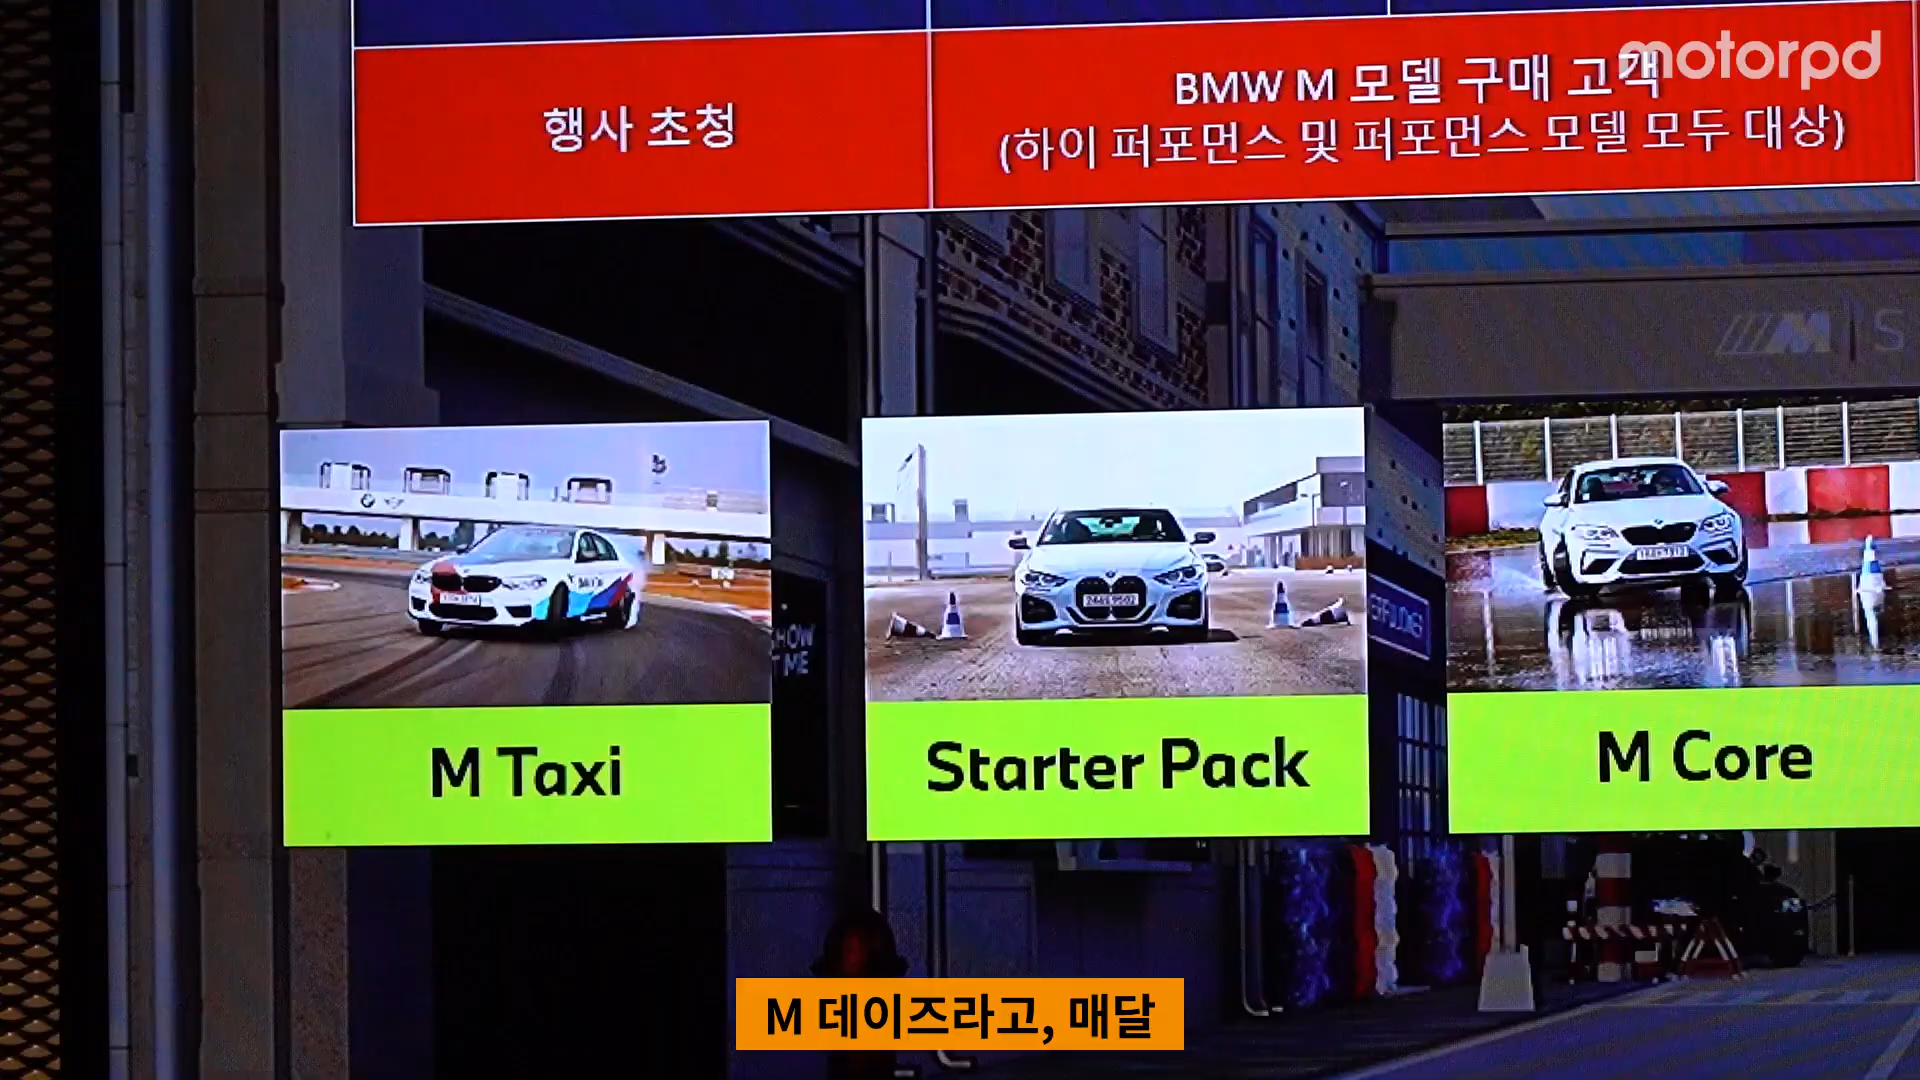 motorpd
행사 초청
BMW M 모델 구매 고객
(하이 퍼포먼스 및 퍼포먼스 모델 모두 대상)
M S
SHOW
TIME
M Taxi
Starter Pack
M Core
M 데이즈라고, 매달